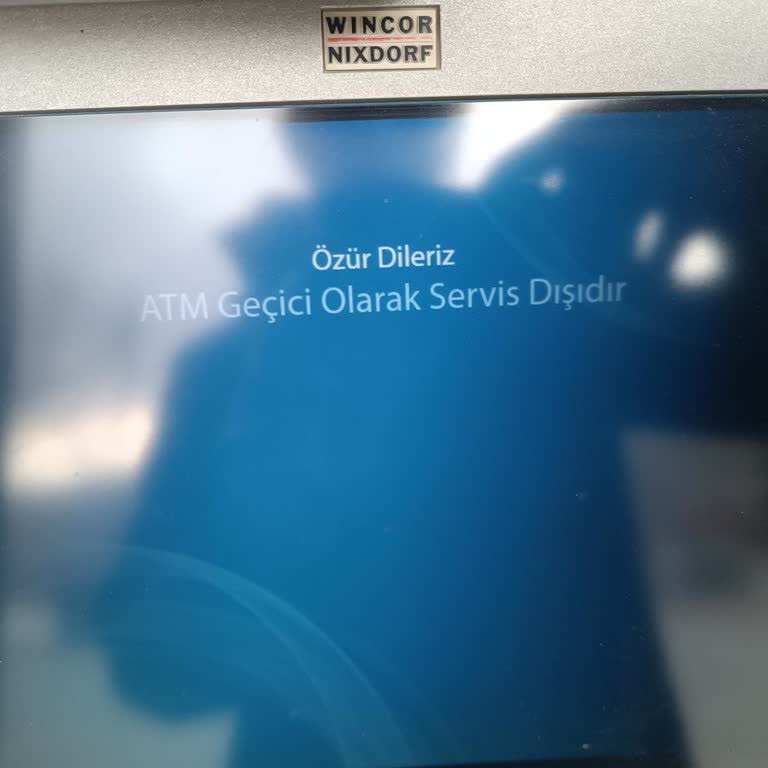 WINCOR
NIXDORF
Özür Dileriz
ATM Geçici Olarak Servis Dışıdır